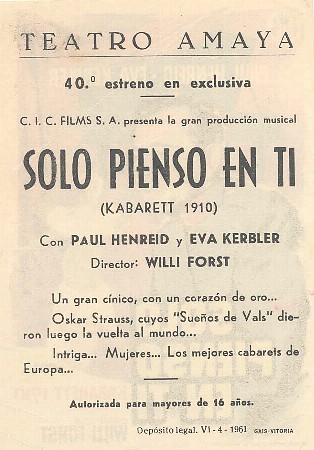 TEATRO AMAYA
40.º estreno en exclusiva
C. I. C. FILMS S. A. presenta la gran producción musical
SOLO PIENSO EN TI
(KABARETT 1910)
Con PAUL HENREID y EVA KERBLER
Director: WILLI FORST
Un gran cínico, con un corazón de oro...
Oskar Strauss, cuyos "Sueños de Vals" die-
ron luego la vuelta al mundo...
Intriga... Mujeres... Los mejores cabarets de
Europa...
Autorizada para mayores de 16 años.
Depósito legal. VI - 4 - 1961 GAIS-VITORIA